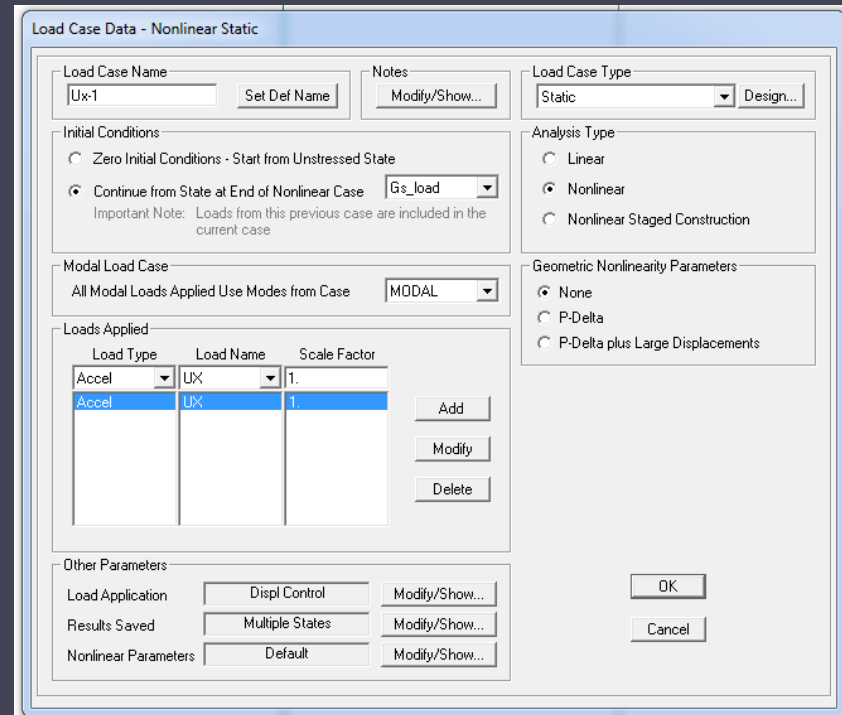 Load Case Data - Nonlinear Static
Load Case Name
Ux-1
Set Def Name
Notes
Modify/Show...
Load Case Type
Static
Design...
Initial Conditions
Zero Initial Conditions - Start from Unstressed State
Continue from State at End of Nonlinear Case
Gs_load
Important Note: Loads from this previous case are included in the
current case
Analysis Type
Linear
Nonlinear
Nonlinear Staged Construction
Modal Load Case
All Modal Loads Applied Use Modes from Case
MODAL
Geometric Nonlinearity Parameters
None
P-Delta
P-Delta plus Large Displacements
Loads Applied
Load Type Load Name Scale Factor
Accel UX 1.
Accel UX 1.
Add
Modify
Delete
Other Parameters
Load Application Displ Control Modify/Show...
Results Saved Multiple States Modify/Show...
Nonlinear Parameters Default Modify/Show...
OK
Cancel